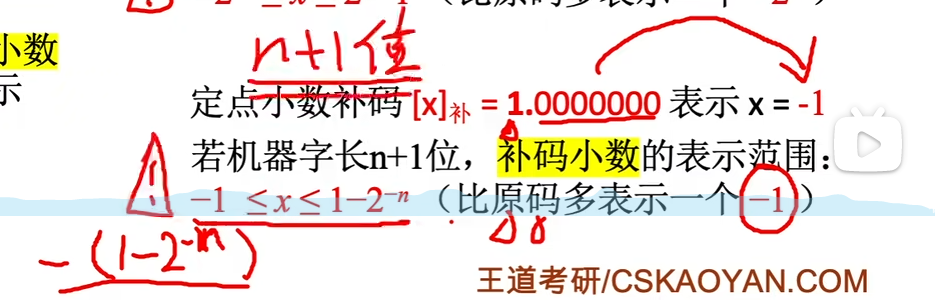 小数
示
n+1位
定点小数补码[x]补 = 1.0000000 表示 x = -1
若机器字长n+1位，补码小数的表示范围：
−1 ≤ x ≤ 1−2⁻ⁿ （比原码多表示一个 −1）
-(1-2⁻ⁿ)
王道考研/CSKAOYAN.COM